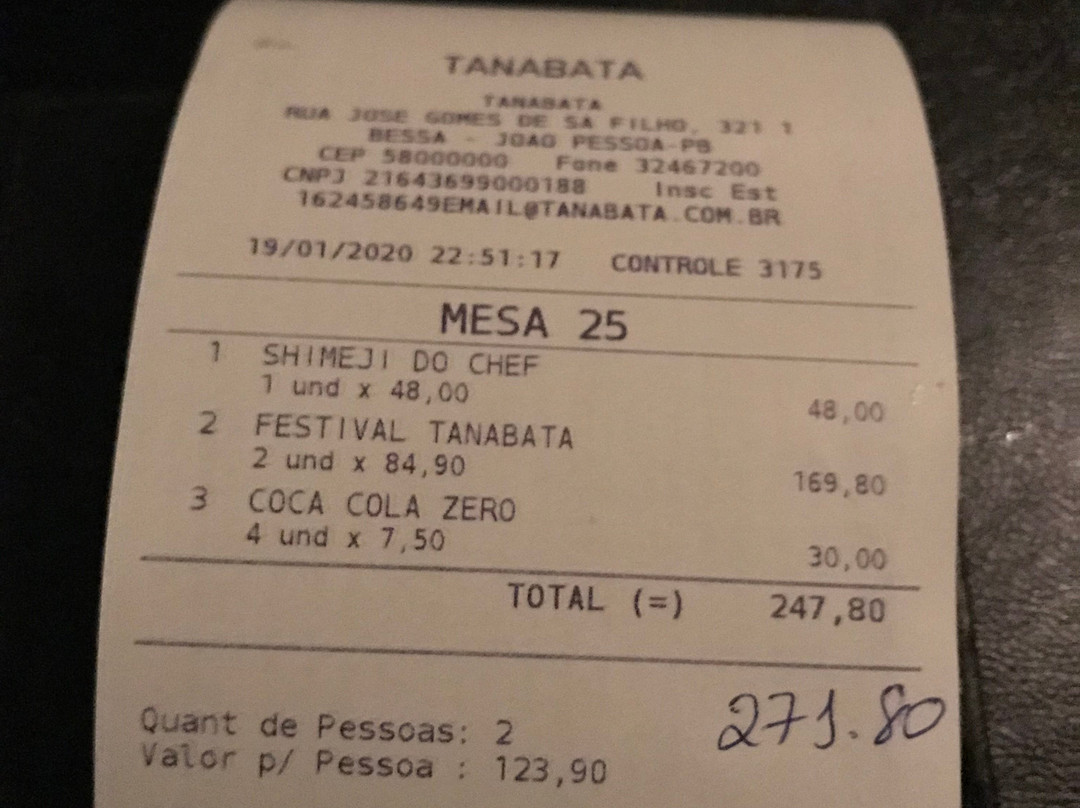 TANABATA
TANABATA
RUA JOSE GOMES DE SA FILHO, 321 1
BESSA - JOAO PESSOA-PB
CEP 58000000 Fone 32467200
CNPJ 21643699000188 Insc Est
162458649EMAIL@TANABATA.COM.BR
19/01/2020 22:51:17 CONTROLE 3175
MESA 25
1 SHIMEJI DO CHEF
1 und x 48,00 48,00
2 FESTIVAL TANABATA
2 und x 84,90 169,80
3 COCA COLA ZERO
4 und x 7,50 30,00
TOTAL (=) 247,80
271.80
Quant de Pessoas: 2
Valor p/ Pessoa : 123,90